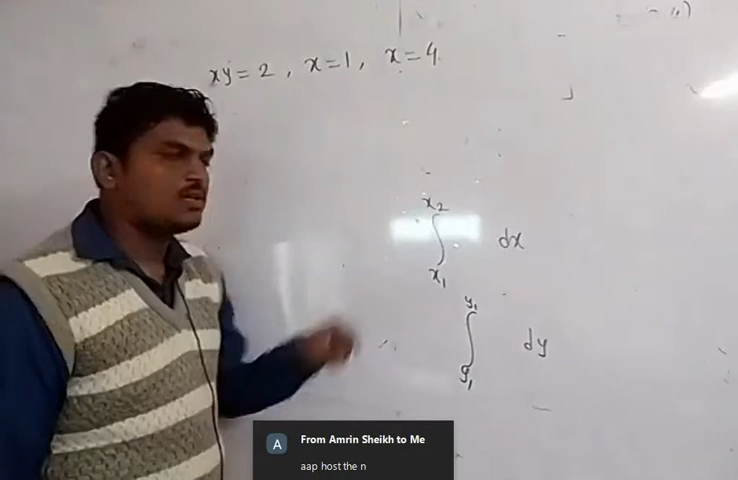 xy = 2 , x = 1 , x = 4
x₂
∫ dx
x₁
y₁
∫ dy
y₁
A From Amrin Sheikh to Me
aap host the n